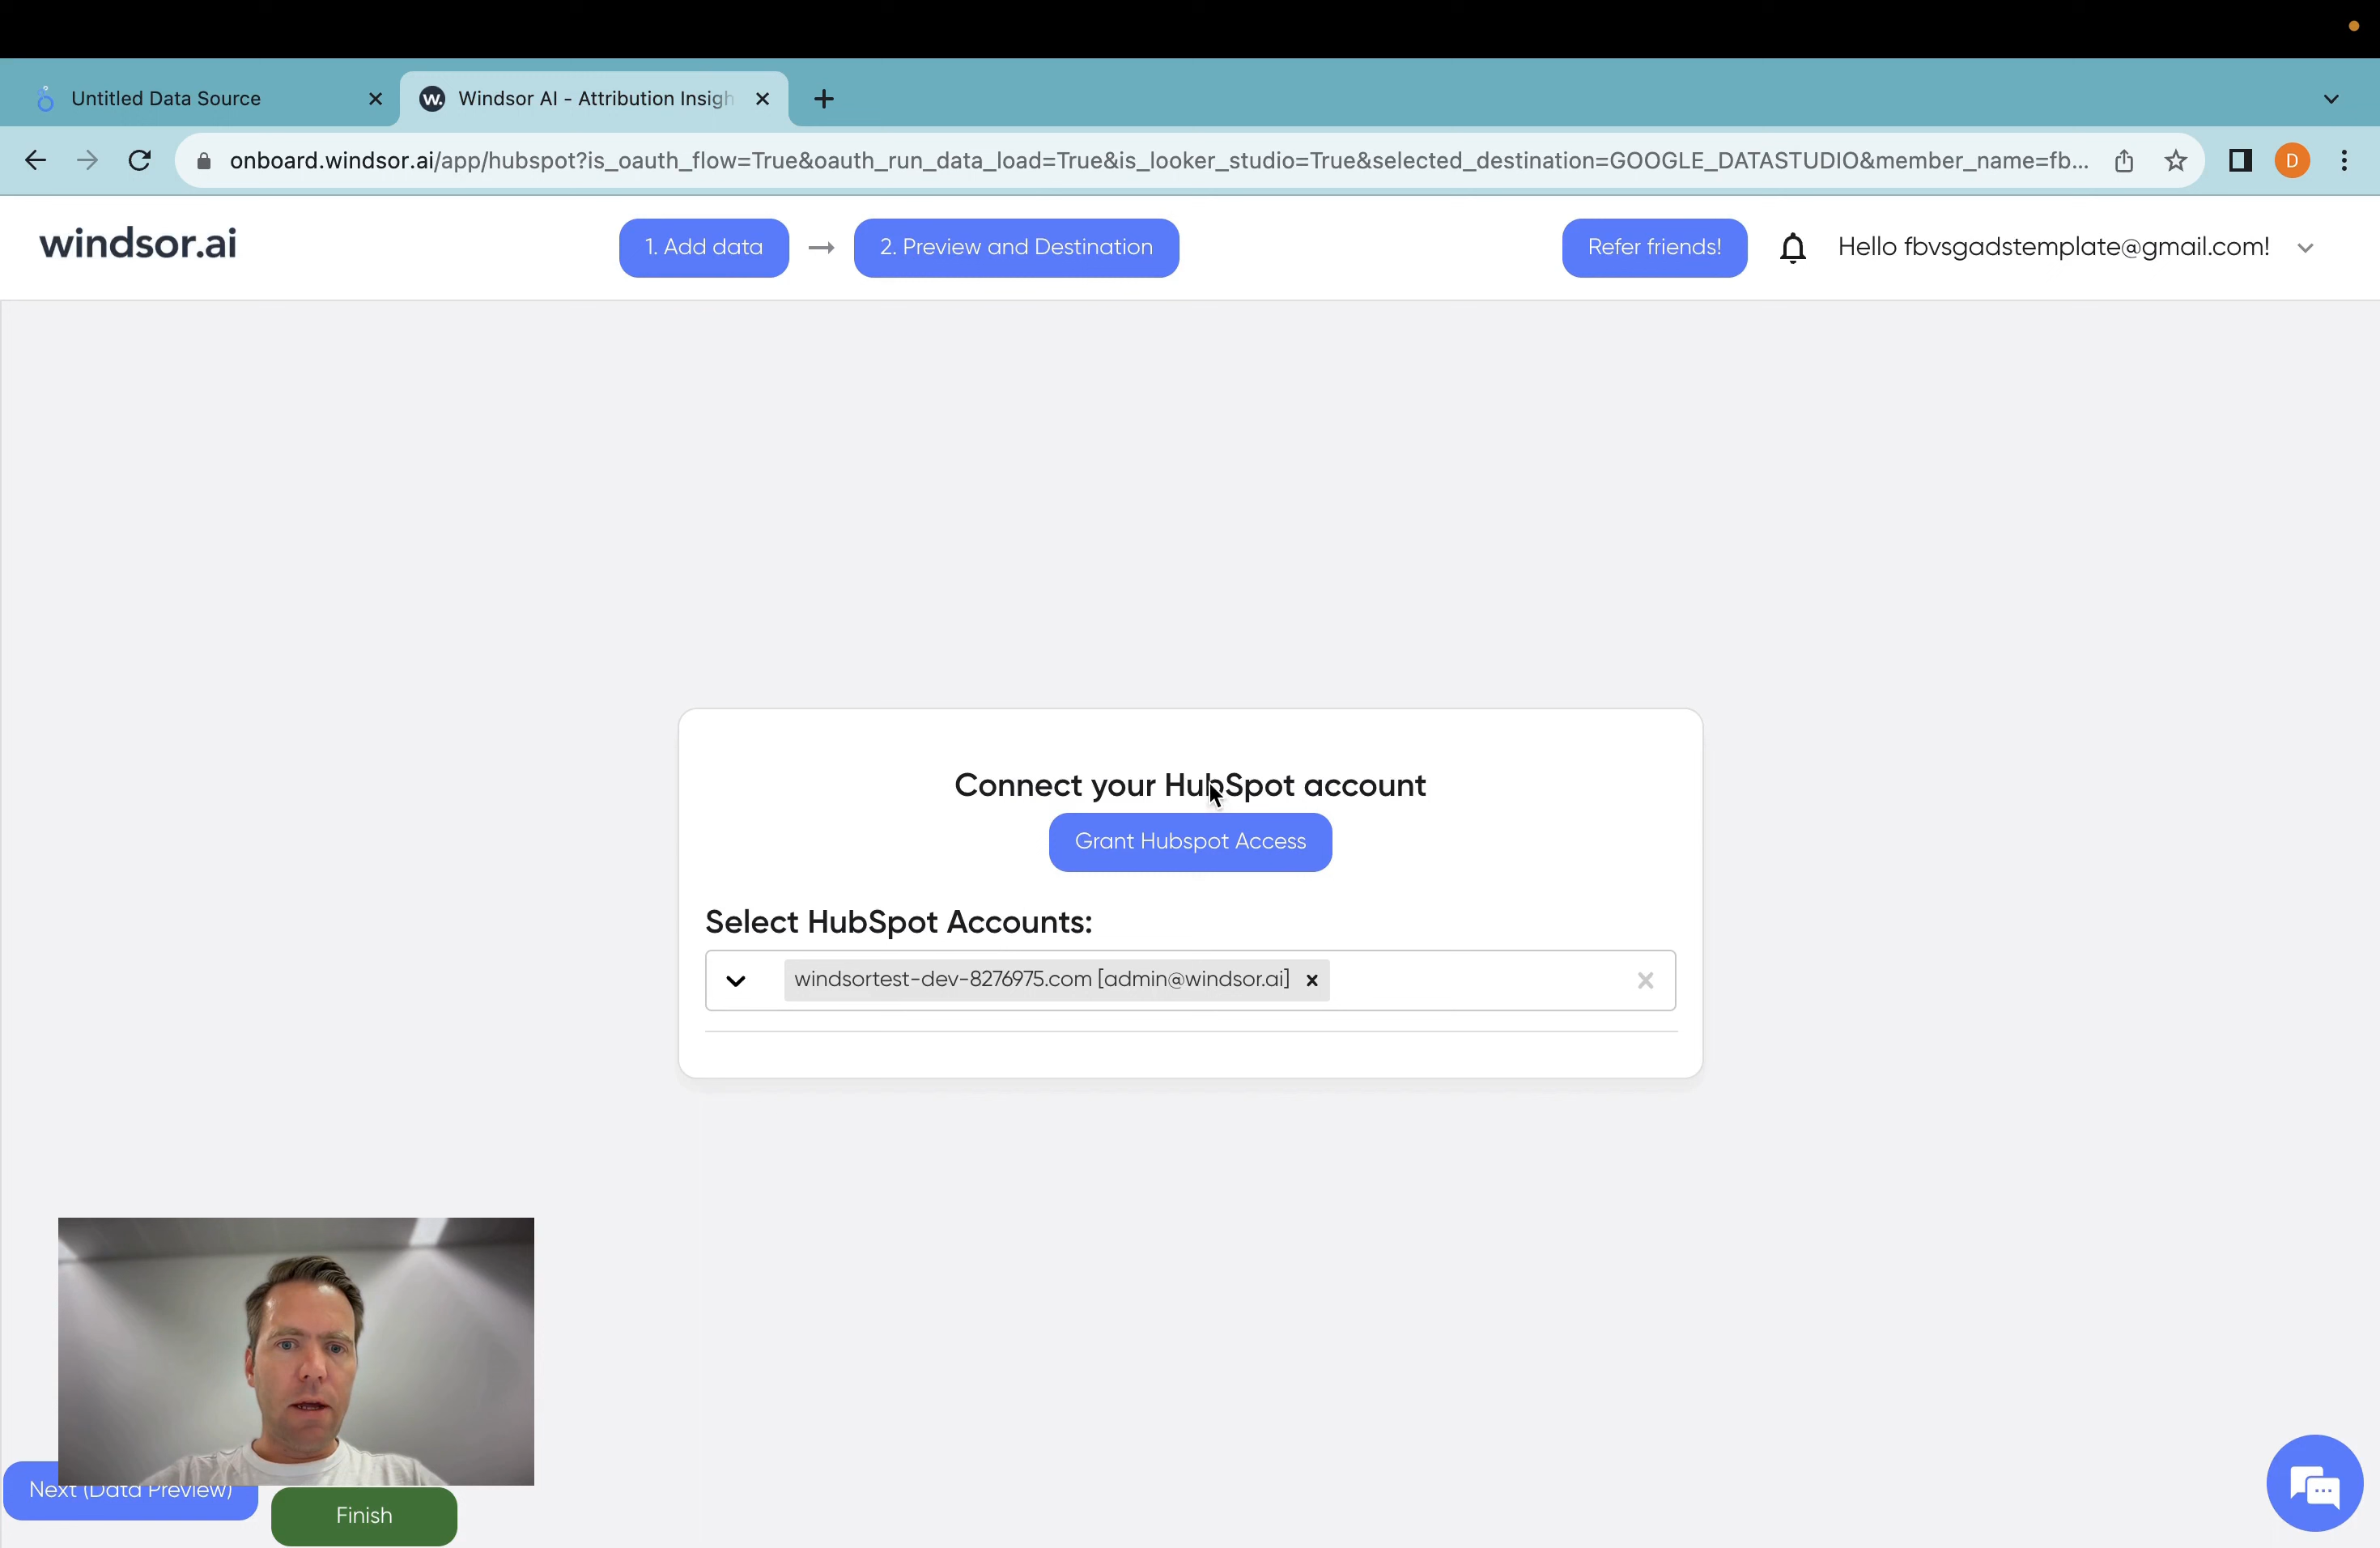 Untitled Data Source
w. Windsor AI - Attribution Insigh
onboard.windsor.ai/app/hubspot?is_oauth_flow=True&oauth_run_data_load=True&is_looker_studio=True&selected_destination=GOOGLE_DATASTUDIO&member_name=fb...
D
windsor.ai
1. Add data
2. Preview and Destination
Refer friends!
Hello fbvsgadstemplate@gmail.com!
Connect your HubSpot account
Grant Hubspot Access
Select HubSpot Accounts:
windsortest-dev-8276975.com [admin@windsor.ai]
Next (Data Preview)
Finish